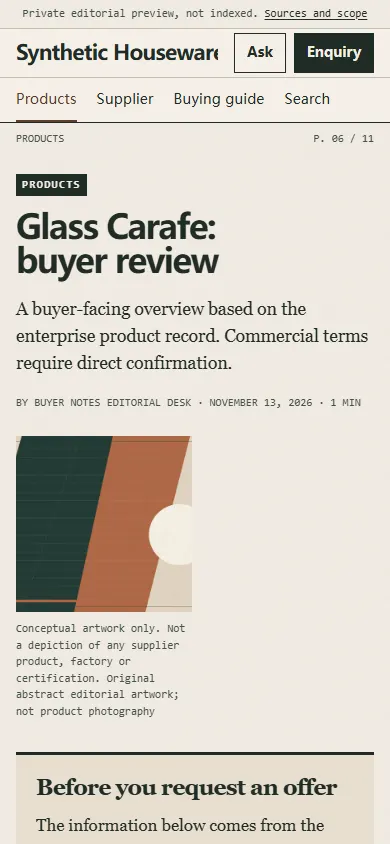 Private editorial preview, not indexed. Sources and scope
Synthetic Houseware
Ask
Enquiry
Products
Supplier
Buying guide
Search
PRODUCTS
P. 06 / 11
PRODUCTS
Glass Carafe:
buyer review
A buyer-facing overview based on the
enterprise product record. Commercial terms
require direct confirmation.
BY BUYER NOTES EDITORIAL DESK · NOVEMBER 13, 2026 · 1 MIN
Conceptual artwork only. Not
a depiction of any supplier
product, factory or
certification. Original
abstract editorial artwork;
not product photography
Before you request an offer
The information below comes from the